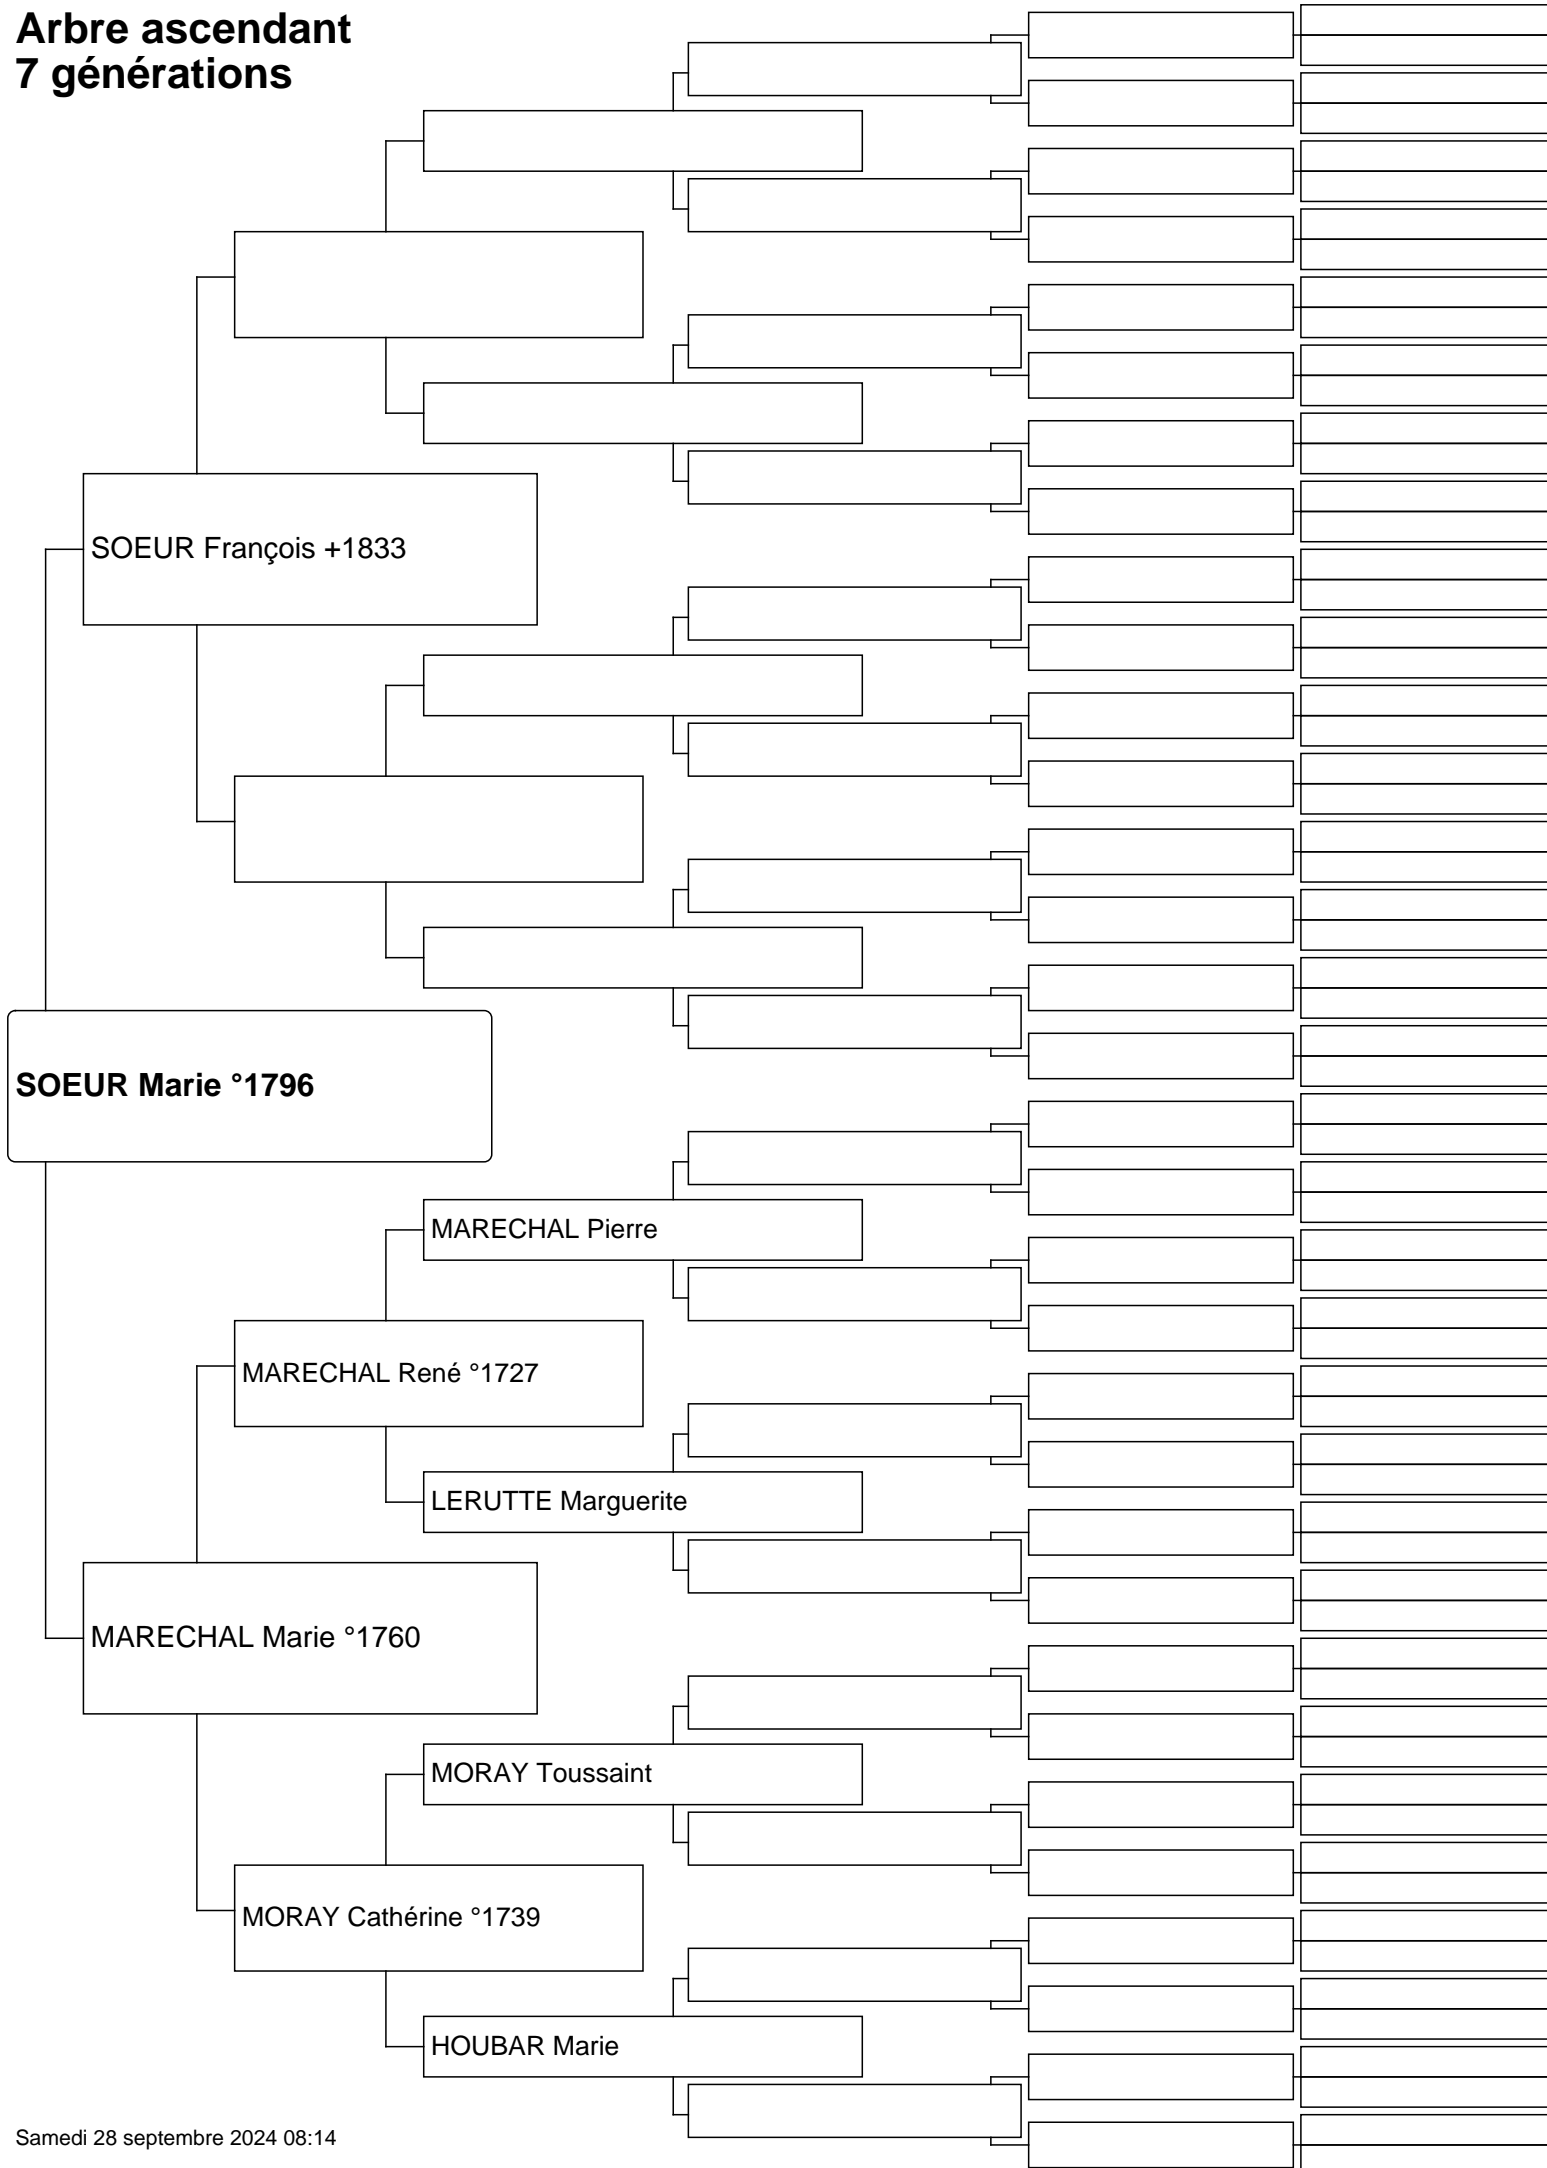 Arbre ascendant
7 générations
SOEUR François +1833
SOEUR Marie °1796
MARECHAL Pierre
MARECHAL René °1727
LERUTTE Marguerite
MARECHAL Marie °1760
MORAY Toussaint
MORAY Cathérine °1739
HOUBAR Marie
Samedi 28 septembre 2024 08:14